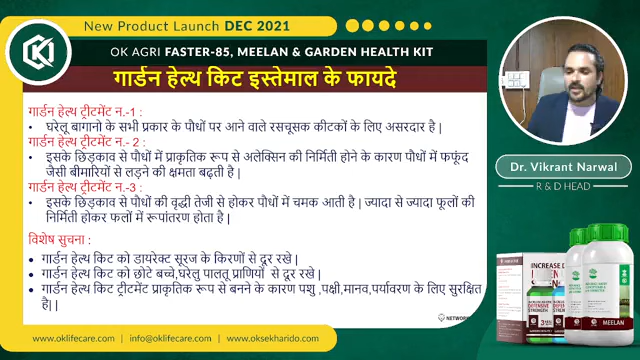 New Product Launch DEC 2021
OK AGRI FASTER-85, MEELAN & GARDEN HEALTH KIT
गार्डन हेल्थ किट इस्तेमाल के फायदे
गार्डन हेल्थ ट्रीटमेंट न.-1 :
• घरेलू बागानो के सभी प्रकार के पौधों पर आने वाले रसचूसक कीटकों के लिए असरदार है |
गार्डन हेल्थ ट्रीटमेंट न.- 2 :
• इसके छिड़काव से पौधों में प्राकृतिक रूप से अलेक्सिन की निर्मिती होने के कारण पौधों में फफूंद
जैसी बीमारियों से लड़ने की क्षमता बढ़ती है |
गार्डन हेल्थ ट्रीटमेंट न.-3 :
• इसके छिड़काव से पौधों की वृद्धी तेजी से होकर पौधों में चमक आती है | ज्यादा से ज्यादा फूलों की
निर्मिती होकर फलों में रूपांतरण होता है |
विशेष सुचना :
• गार्डन हेल्थ किट को डायरेक्ट सूरज के किरणों से दूर रखे |
• गार्डन हेल्थ किट को छोटे बच्चे,घरेलु पालतू प्राणियों से दूर रखे |
• गार्डन हेल्थ किट ट्रीटमेंट प्राकृतिक रूप से बनने के कारण पशु ,पक्षी,मानव,पर्यावरण के लिए सुरक्षित
है|
NETWORK
www.oklifecare.com | info@oklifecare.com | www.oksekharido.com
Dr. Vikrant Narwal
R & D HEAD
INCREASE
DEFENSIVE
STRENGTH
MEELAN